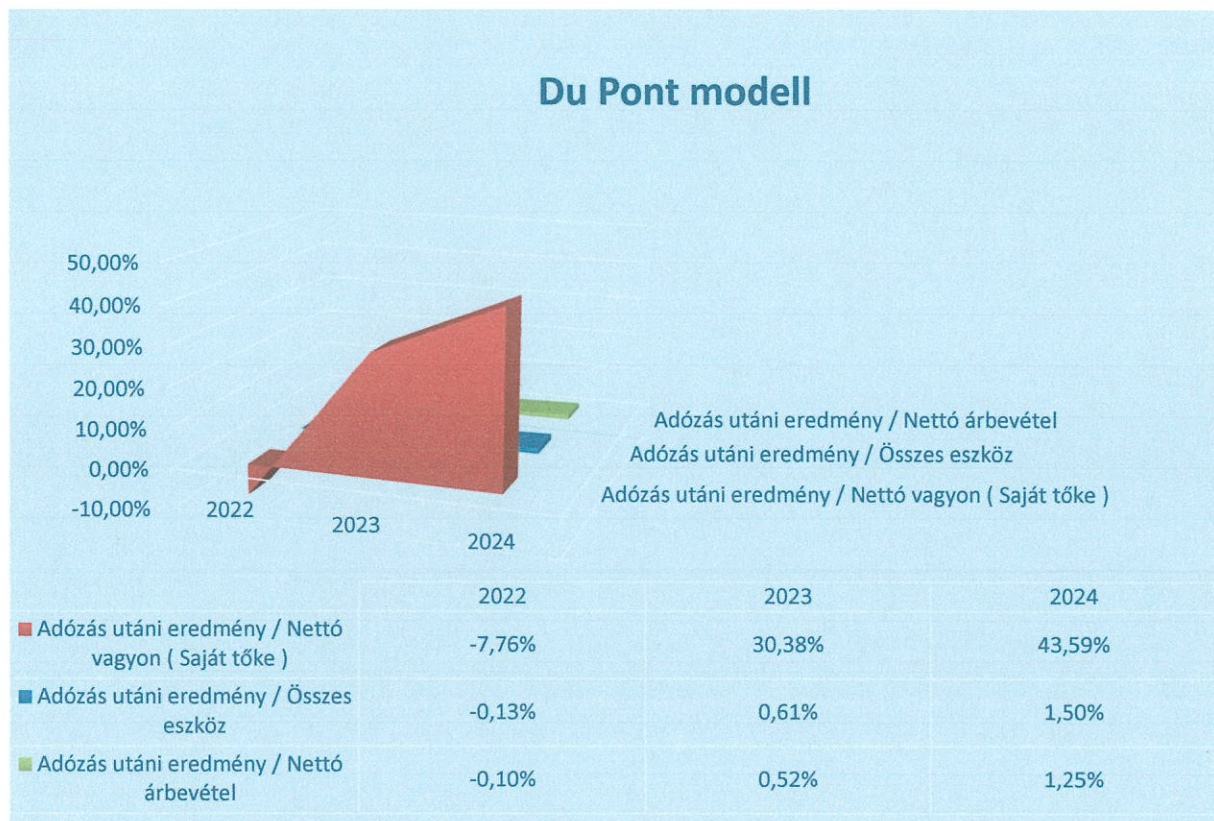 Du Pont modell
50,00%
40,00%
30,00%
20,00%
10,00%
0,00%
-10,00%
2022
2023
2024
Adózás utáni eredmény / Nettó árbevétel
Adózás utáni eredmény / Összes eszköz
Adózás utáni eredmény / Nettó vagyon ( Saját tőke )
2022 2023 2024
Adózás utáni eredmény / Nettó
vagyon ( Saját tőke )
-7,76% 30,38% 43,59%
Adózás utáni eredmény / Összes
eszköz
-0,13% 0,61% 1,50%
Adózás utáni eredmény / Nettó
árbevétel
-0,10% 0,52% 1,25%